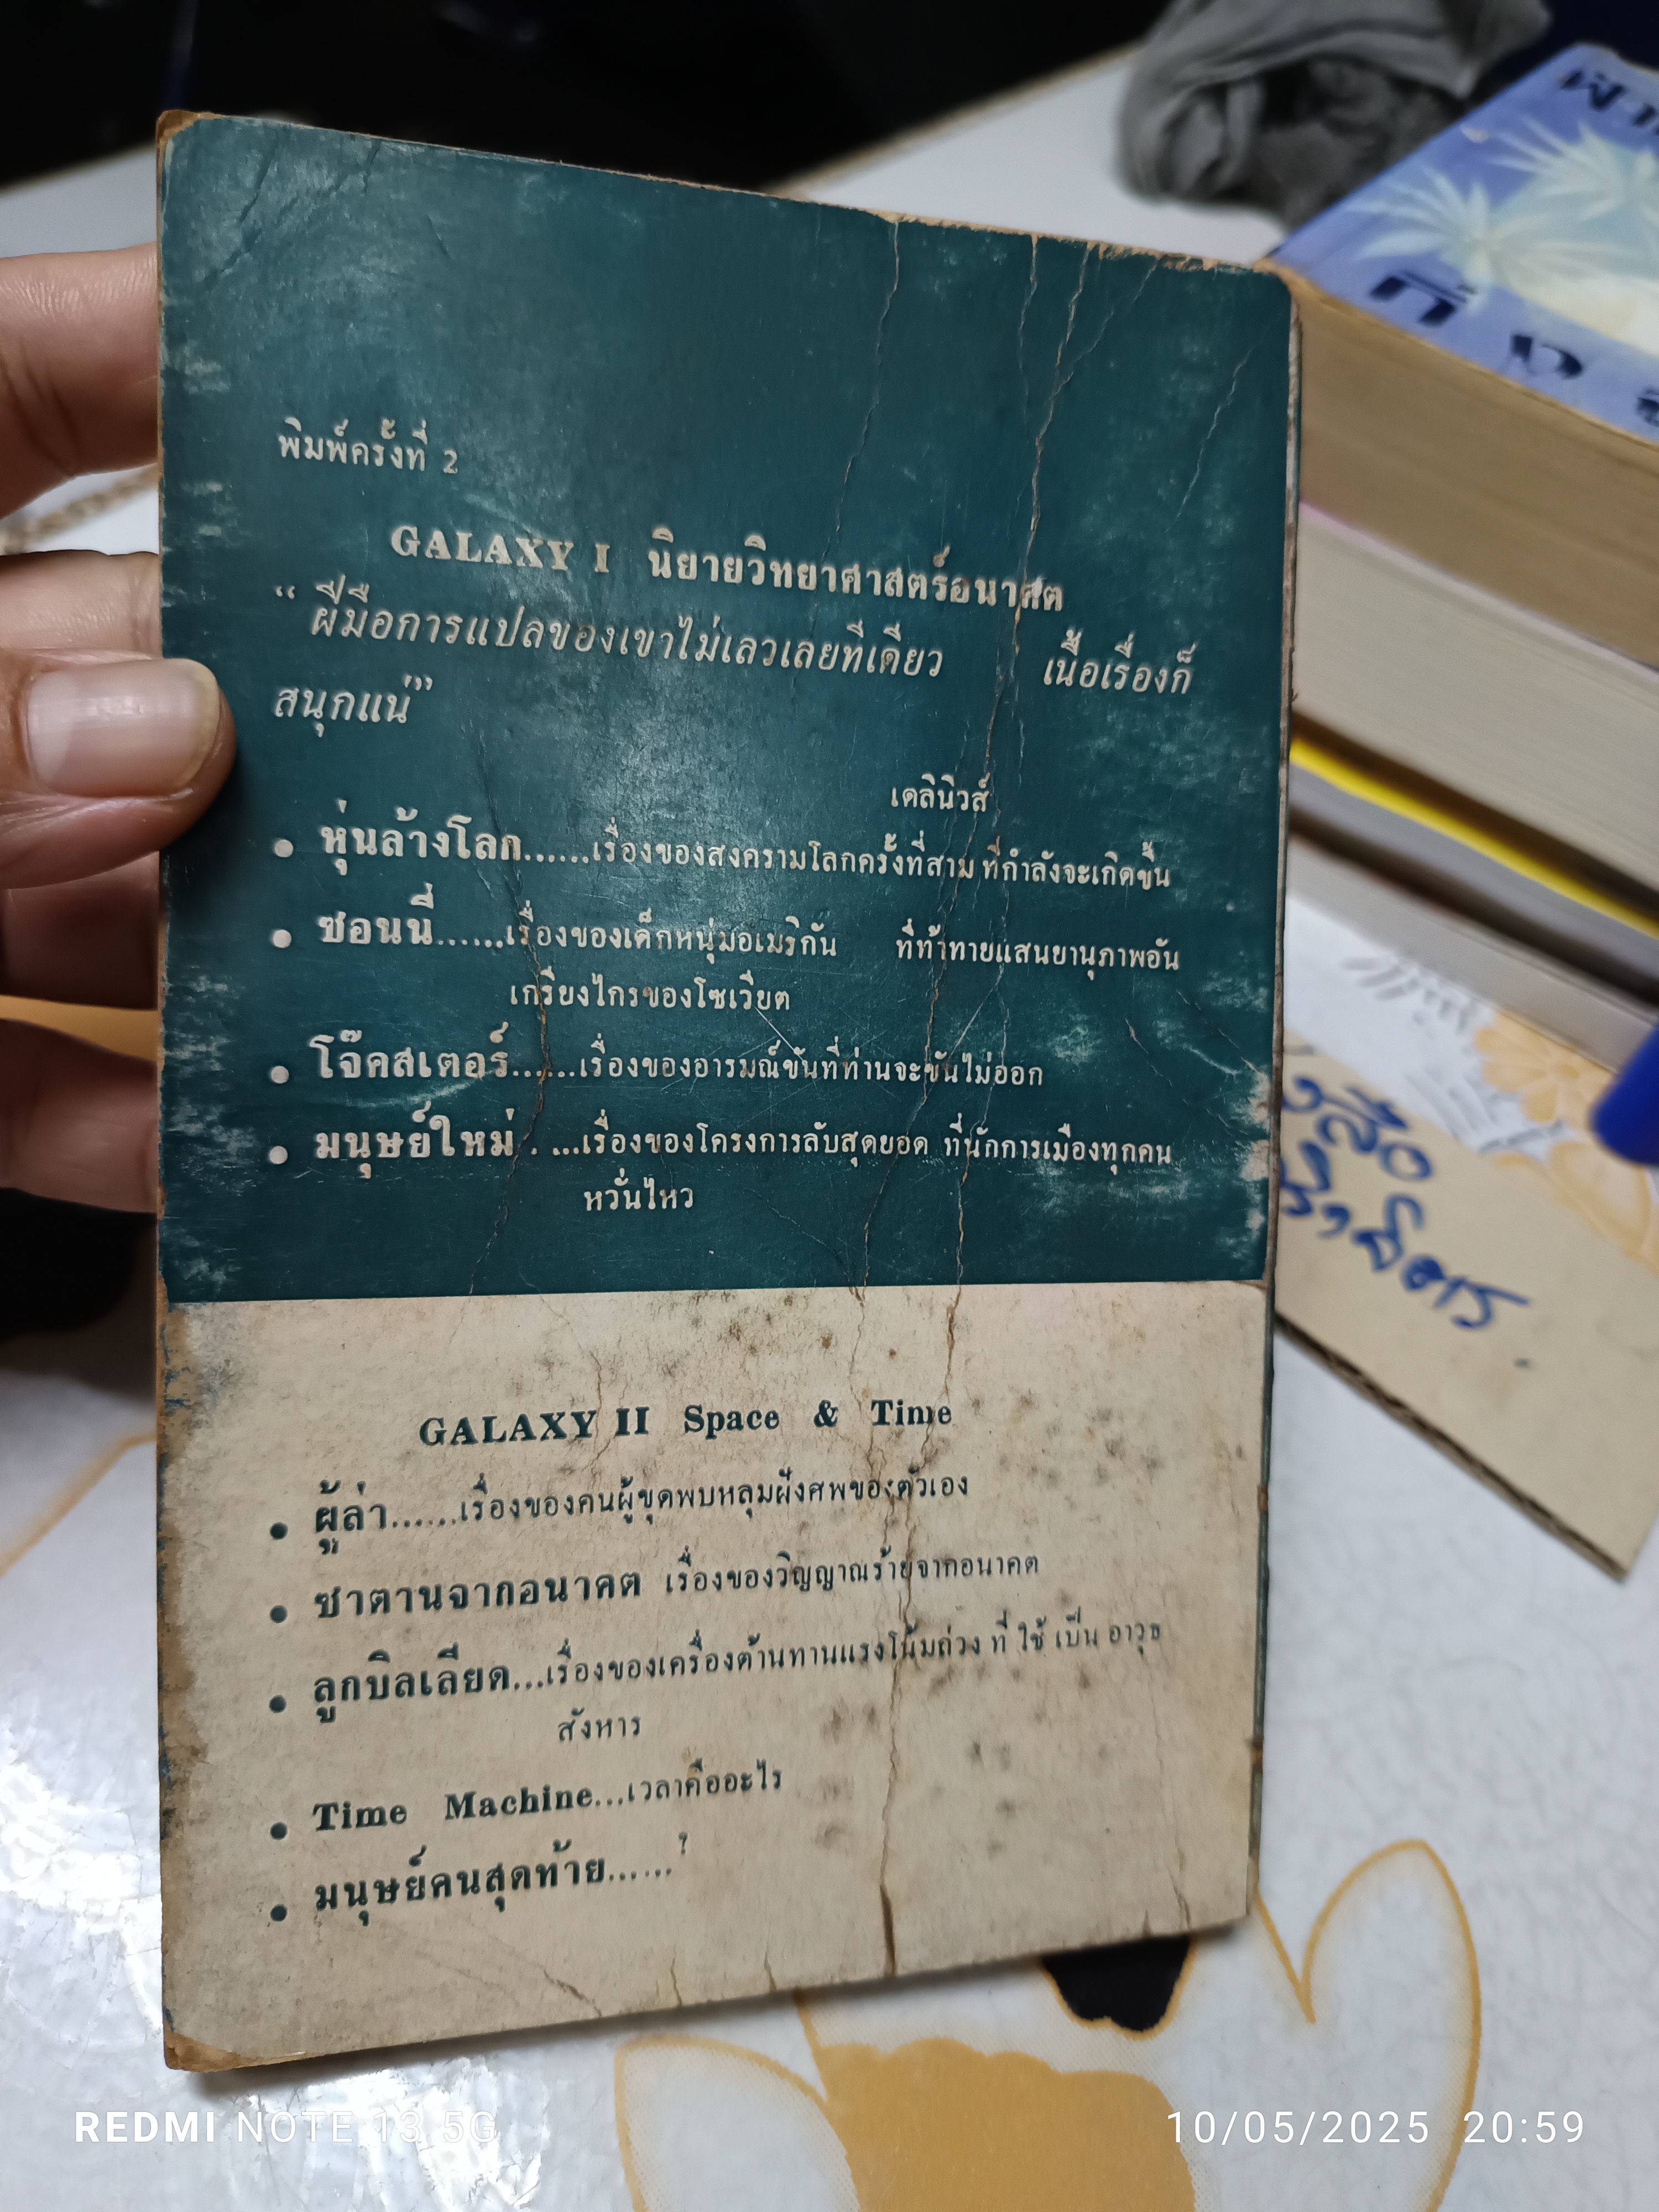 พิมพ์ครั้งที่ 2
GALAXY I นิยายวิทยาศาสตร์อนาคต
“ ฝีมือการแปลของเขาไม่เลวเลยทีเดียว เนื้อเรื่องก็
สนุกแน่”
เดลินิวส์
• หุ่นล้างโลก......เรื่องของสงครามโลกครั้งที่สาม ที่กำลังจะเกิดขึ้น
• ซอนนี่......เรื่องของเด็กหนุ่มอเมริกัน ที่ท้าทายแสนยานุภาพอัน
เกรียงไกรของโซเวียต
• โจ๊คสเตอร์......เรื่องของอารมณ์ขันที่ท่านจะขันไม่ออก
• มนุษย์ใหม่ . ...เรื่องของโครงการลับสุดยอด ที่นักการเมืองทุกคน
หวั่นไหว
GALAXY II Space & Time
• ผู้ล่า......เรื่องของคนผู้ขุดพบหลุมฝังศพของตัวเอง
• ซาตานจากอนาคต เรื่องของวิญญาณร้ายจากอนาคต
• ลูกบิลเลียด...เรื่องของเครื่องต้านทานแรงโน้มถ่วง ที่ ใช้ เป็น อาวุธ
สังหาร
• Time Machine...เวลาคืออะไร
• มนุษย์คนสุดท้าย......?
REDMI NOTE 13 5G
10/05/2025 20:59